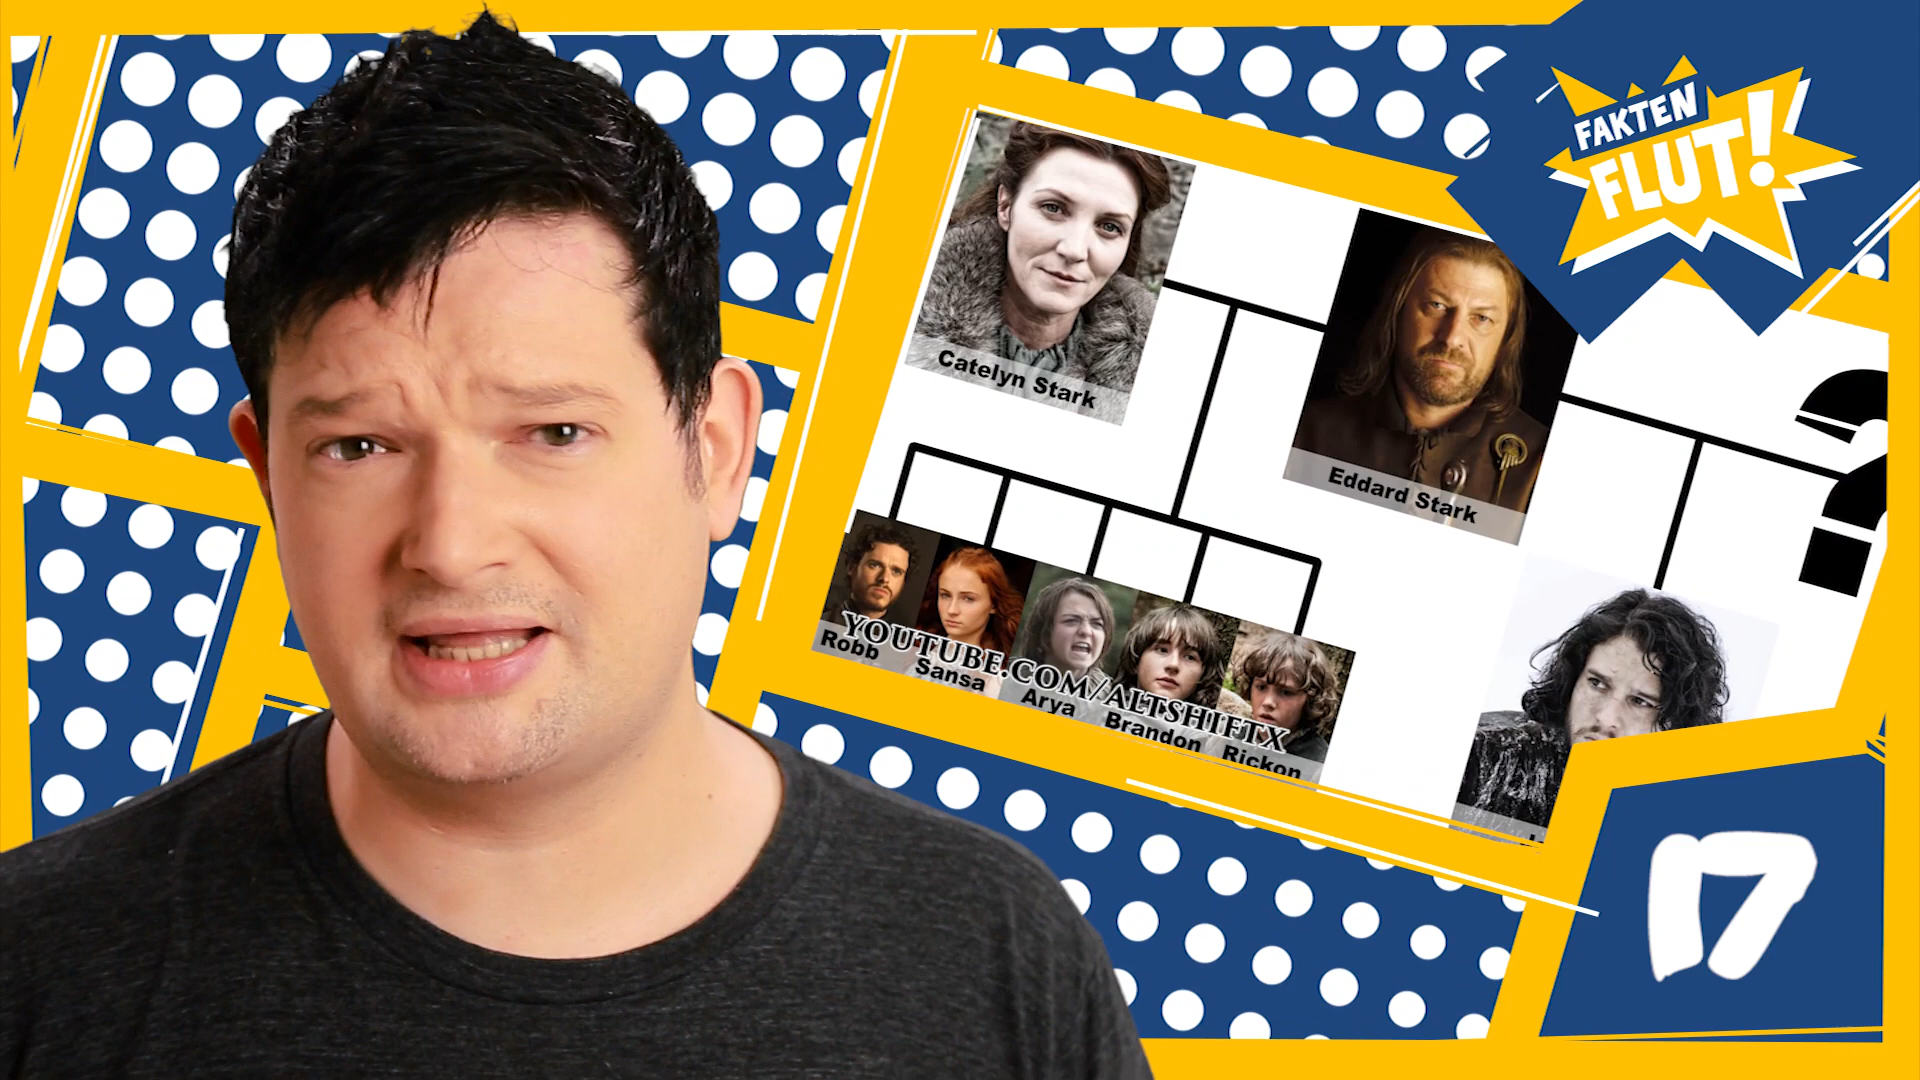 FAKTEN
FLUT!
Catelyn Stark
Eddard Stark
?
YOUTUBE.COM/ALTSHIFTX
Robb
Sansa
Arya
Brandon
Rickon
17